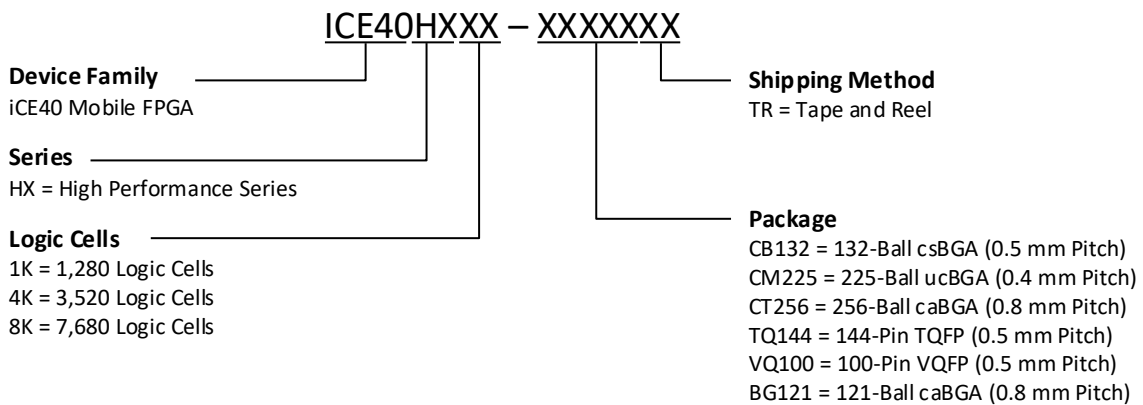 ICE40HXXX – XXXXXXX
Device Family
iCE40 Mobile FPGA
Series
HX = High Performance Series
Logic Cells
1K = 1,280 Logic Cells
4K = 3,520 Logic Cells
8K = 7,680 Logic Cells
Shipping Method
TR = Tape and Reel
Package
CB132 = 132-Ball csBGA (0.5 mm Pitch)
CM225 = 225-Ball ucBGA (0.4 mm Pitch)
CT256 = 256-Ball caBGA (0.8 mm Pitch)
TQ144 = 144-Pin TQFP (0.5 mm Pitch)
VQ100 = 100-Pin VQFP (0.5 mm Pitch)
BG121 = 121-Ball caBGA (0.8 mm Pitch)